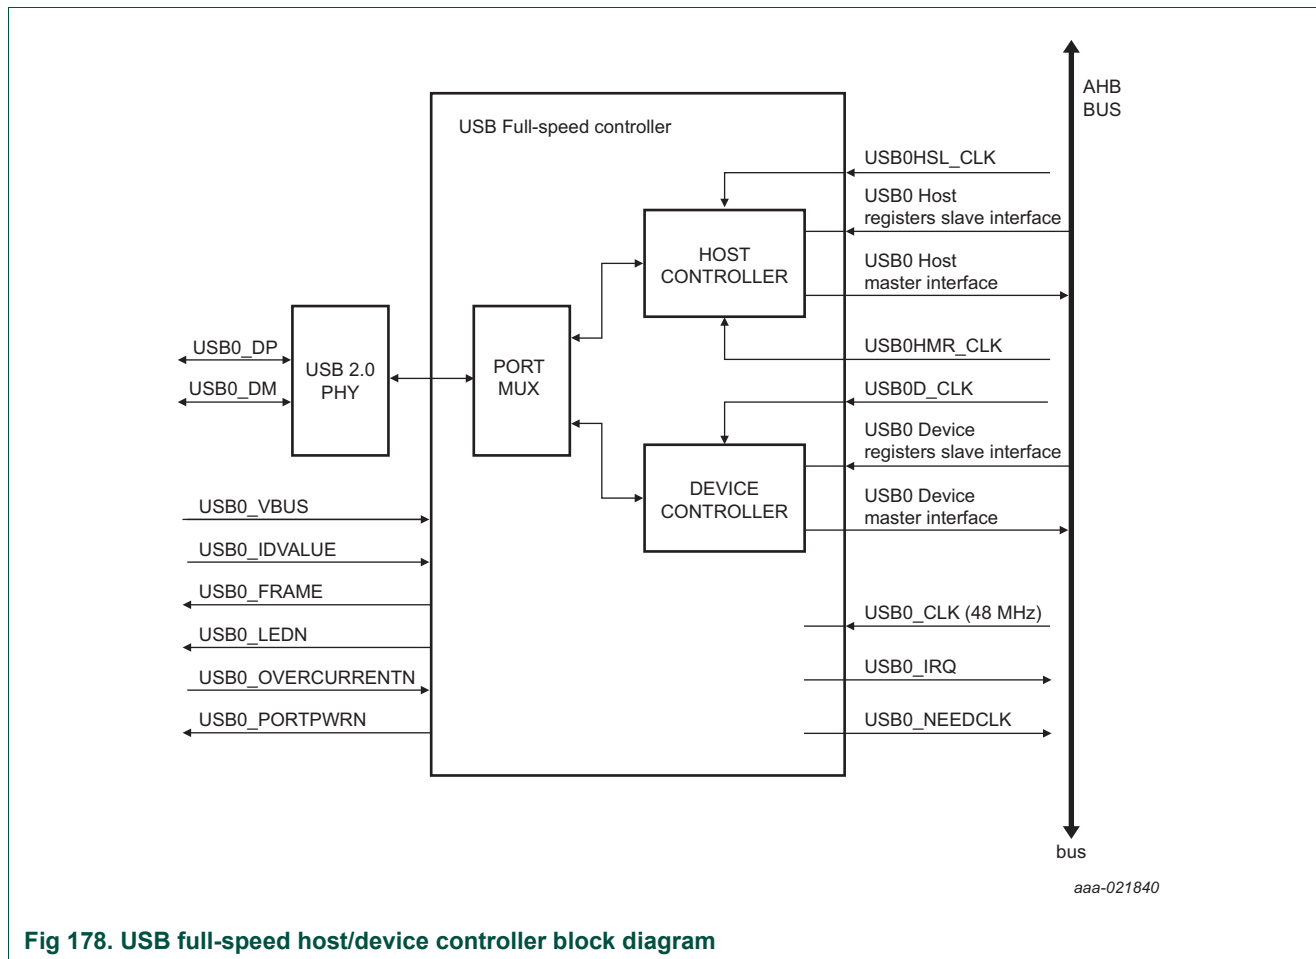 AHB
BUS
USB Full-speed controller
USB0HSL_CLK
USB0 Host
registers slave interface
HOST
CONTROLLER
USB0 Host
master interface
USB0_DP
USB0_DM
USB 2.0
PHY
PORT
MUX
USB0HMR_CLK
USB0D_CLK
USB0 Device
registers slave interface
DEVICE
CONTROLLER
USB0 Device
master interface
USB0_VBUS
USB0_IDVALUE
USB0_FRAME
USB0_LEDN
USB0_OVERCURRENTN
USB0_PORTPWRN
USB0_CLK (48 MHz)
USB0_IRQ
USB0_NEEDCLK
bus
aaa-021840
Fig 178. USB full-speed host/device controller block diagram